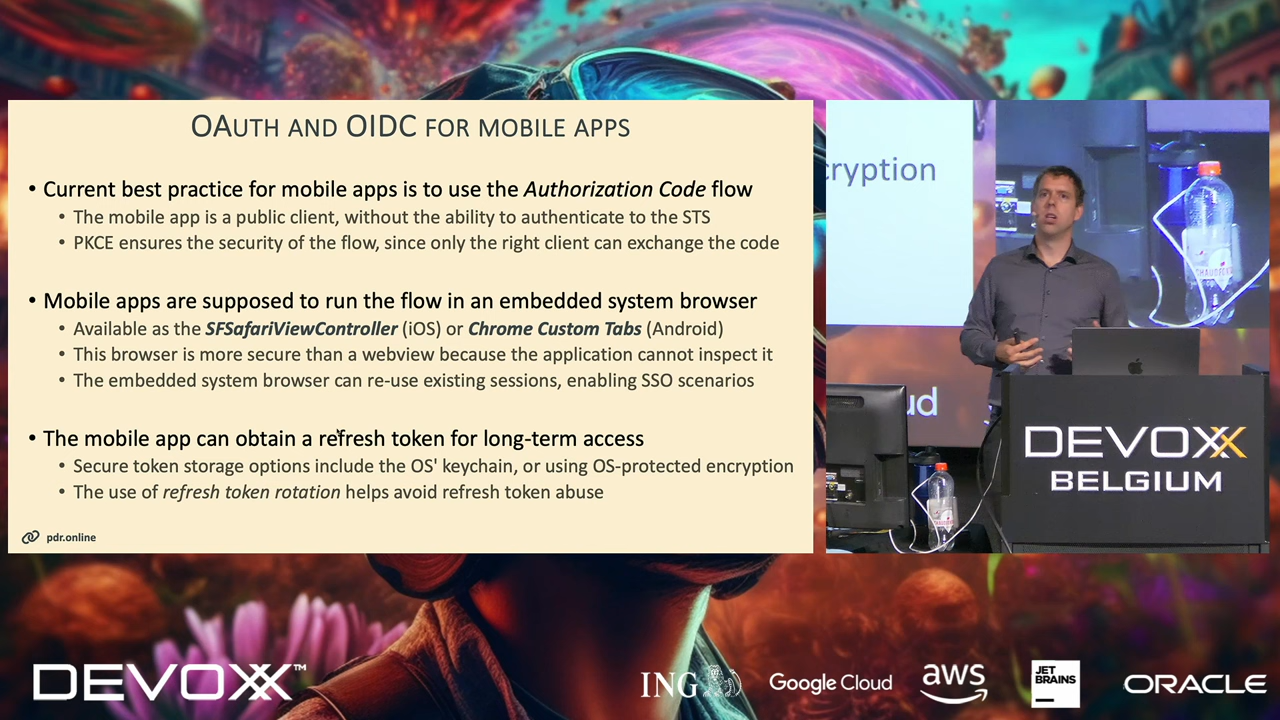 OAUTH AND OIDC FOR MOBILE APPS
• Current best practice for mobile apps is to use the Authorization Code flow
• The mobile app is a public client, without the ability to authenticate to the STS
• PKCE ensures the security of the flow, since only the right client can exchange the code
• Mobile apps are supposed to run the flow in an embedded system browser
• Available as the SFSafariViewController (iOS) or Chrome Custom Tabs (Android)
• This browser is more secure than a webview because the application cannot inspect it
• The embedded system browser can re-use existing sessions, enabling SSO scenarios
• The mobile app can obtain a refresh token for long-term access
• Secure token storage options include the OS' keychain, or using OS-protected encryption
• The use of refresh token rotation helps avoid refresh token abuse
pdr.online
cryption
ud
DEVOXX
BELGIUM
DEVOXX™
ING
Google Cloud
aws
JET
BRAINS
ORACLE